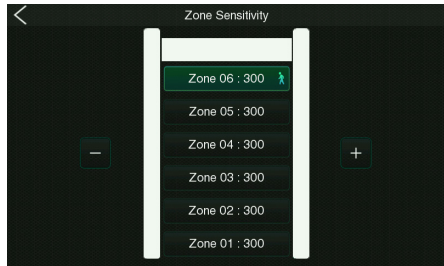 Zone Sensitivity
Zone 06 : 300
Zone 05 : 300
Zone 04 : 300
Zone 03 : 300
Zone 02 : 300
Zone 01 : 300